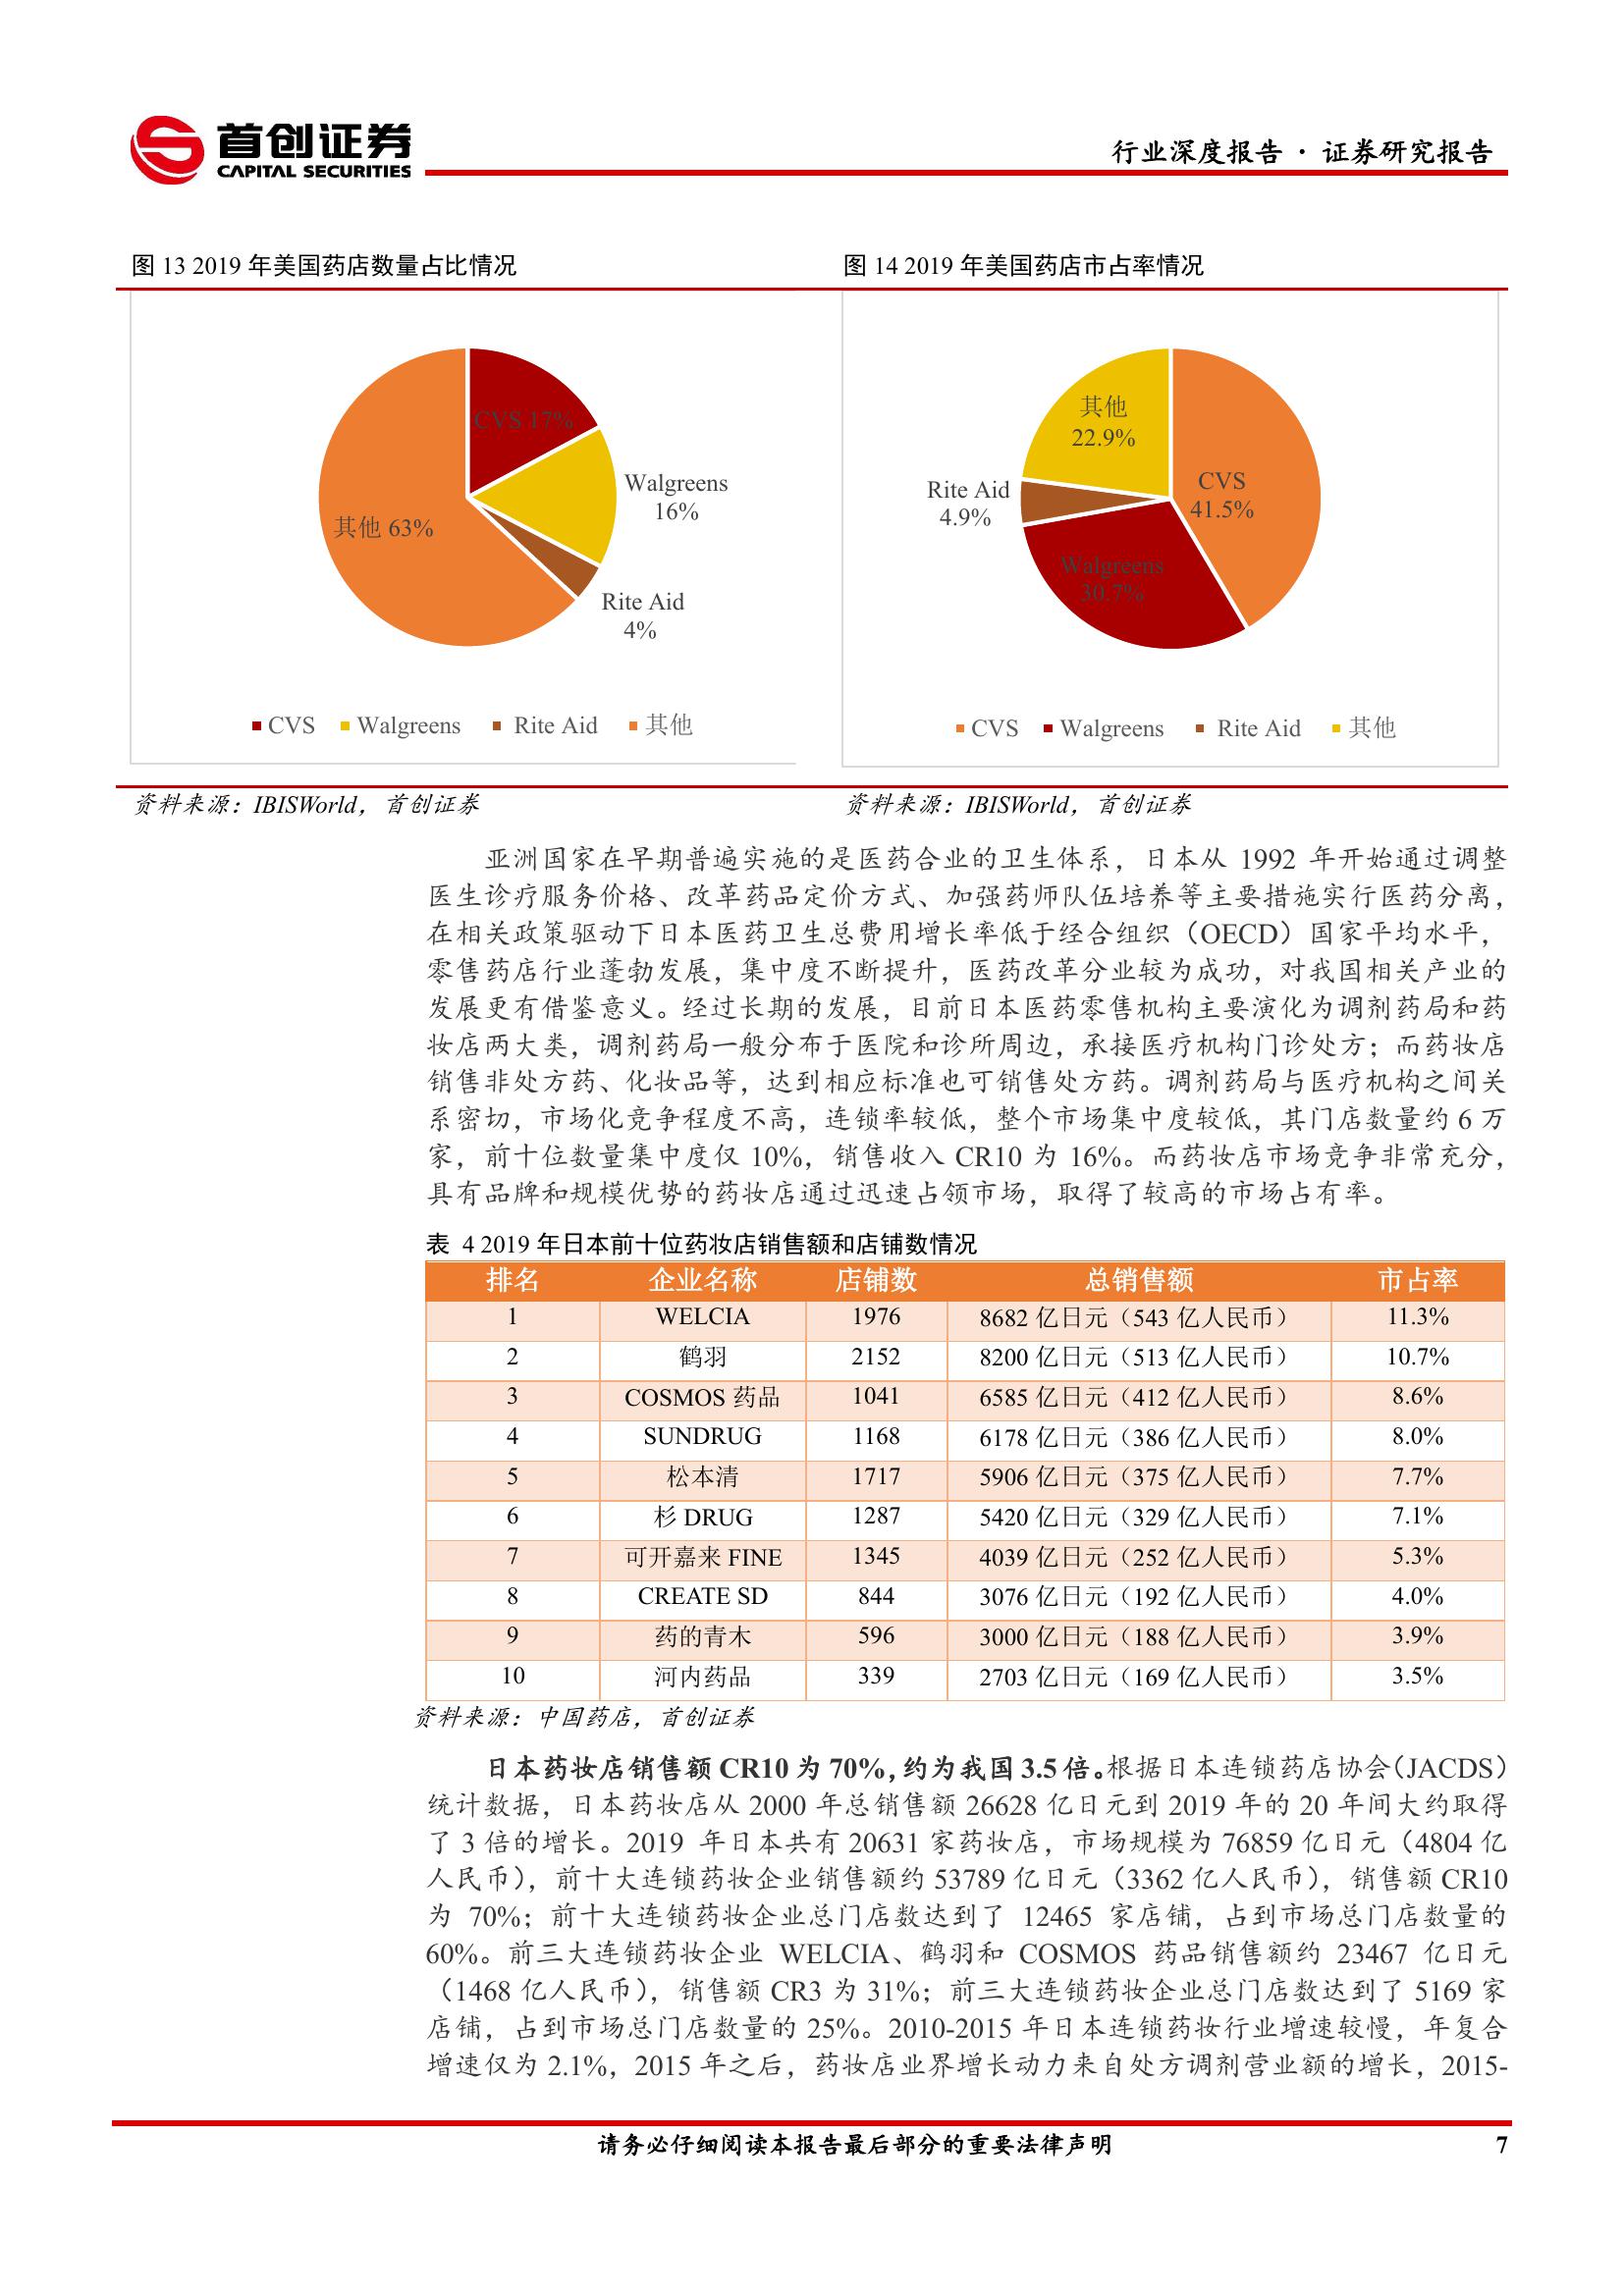 首创证券
CAPITAL SECURITIES
行业深度报告 · 证券研究报告
图 13 2019 年美国药店数量占比情况
CVS 17%
Walgreens
16%
Rite Aid
4%
其他 63%
CVS Walgreens Rite Aid 其他
资料来源：IBISWorld，首创证券
图 14 2019 年美国药店市占率情况
其他
22.9%
CVS
41.5%
Rite Aid
4.9%
Walgreens
30.7%
CVS Walgreens Rite Aid 其他
资料来源：IBISWorld，首创证券
亚洲国家在早期普遍实施的是医药合业的卫生体系，日本从 1992 年开始通过调整
医生诊疗服务价格、改革药品定价方式、加强药师队伍培养等主要措施实行医药分离，
在相关政策驱动下日本医药卫生总费用增长率低于经合组织（OECD）国家平均水平，
零售药店行业蓬勃发展，集中度不断提升，医药改革分业较为成功，对我国相关产业的
发展更有借鉴意义。经过长期的发展，目前日本医药零售机构主要演化为调剂药局和药
妆店两大类，调剂药局一般分布于医院和诊所周边，承接医疗机构门诊处方；而药妆店
销售非处方药、化妆品等，达到相应标准也可销售处方药。调剂药局与医疗机构之间关
系密切，市场化竞争程度不高，连锁率较低，整个市场集中度较低，其门店数量约 6 万
家，前十位数量集中度仅 10%，销售收入 CR10 为 16%。而药妆店市场竞争非常充分，
具有品牌和规模优势的药妆店通过迅速占领市场，取得了较高的市场占有率。
表 4 2019 年日本前十位药妆店销售额和店铺数情况
排名 企业名称 店铺数 总销售额 市占率
1 WELCIA 1976 8682 亿日元（543 亿人民币） 11.3%
2 鹤羽 2152 8200 亿日元（513 亿人民币） 10.7%
3 COSMOS 药品 1041 6585 亿日元（412 亿人民币） 8.6%
4 SUNDRUG 1168 6178 亿日元（386 亿人民币） 8.0%
5 松本清 1717 5906 亿日元（375 亿人民币） 7.7%
6 杉 DRUG 1287 5420 亿日元（329 亿人民币） 7.1%
7 可开嘉来 FINE 1345 4039 亿日元（252 亿人民币） 5.3%
8 CREATE SD 844 3076 亿日元（192 亿人民币） 4.0%
9 药的青木 596 3000 亿日元（188 亿人民币） 3.9%
10 河内药品 339 2703 亿日元（169 亿人民币） 3.5%
资料来源：中国药店，首创证券
日本药妆店销售额 CR10 为 70%，约为我国 3.5 倍。根据日本连锁药店协会（JACDS）
统计数据，日本药妆店从 2000 年总销售额 26628 亿日元到 2019 年的 20 年间大约取得
了 3 倍的增长。2019 年日本共有 20631 家药妆店，市场规模为 76859 亿日元（4804 亿
人民币），前十大连锁药妆企业销售额约 53789 亿日元（3362 亿人民币），销售额 CR10
为 70%；前十大连锁药妆企业总门店数达到了 12465 家店铺，占到市场总门店数量的
60%。前三大连锁药妆企业 WELCIA、鹤羽和 COSMOS 药品销售额约 23467 亿日元
（1468 亿人民币），销售额 CR3 为 31%；前三大连锁药妆企业总门店数达到了 5169 家
店铺，占到市场总门店数量的 25%。2010-2015 年日本连锁药妆行业增速较慢，年复合
增速仅为 2.1%，2015 年之后，药妆店业界增长动力来自处方调剂营业额的增长，2015-
请务必仔细阅读本报告最后部分的重要法律声明
7